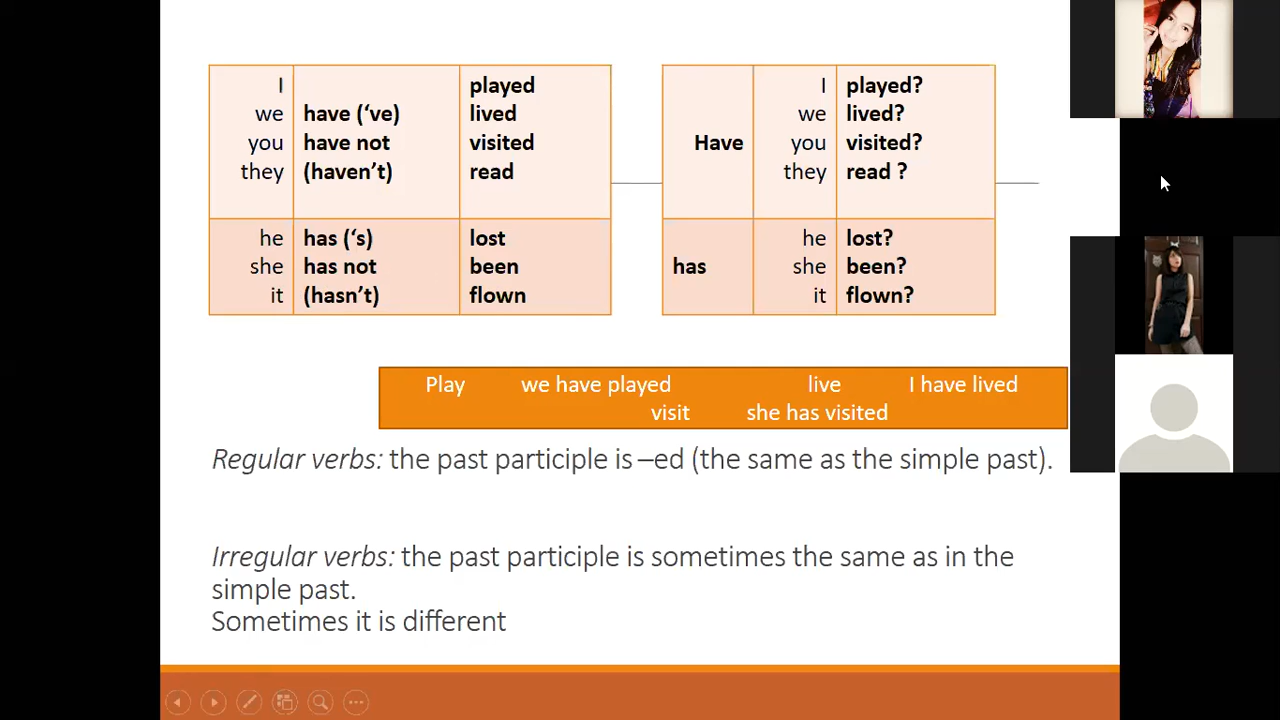 I
we
you
they
have (‘ve)
have not
(haven’t)
played
lived
visited
read
he
she
it
has (‘s)
has not
(hasn’t)
lost
been
flown
Have
I
we
you
they
played?
lived?
visited?
read ?
has
he
she
it
lost?
been?
flown?
Play we have played live I have lived
visit she has visited
Regular verbs: the past participle is –ed (the same as the simple past).
Irregular verbs: the past participle is sometimes the same as in the
simple past.
Sometimes it is different